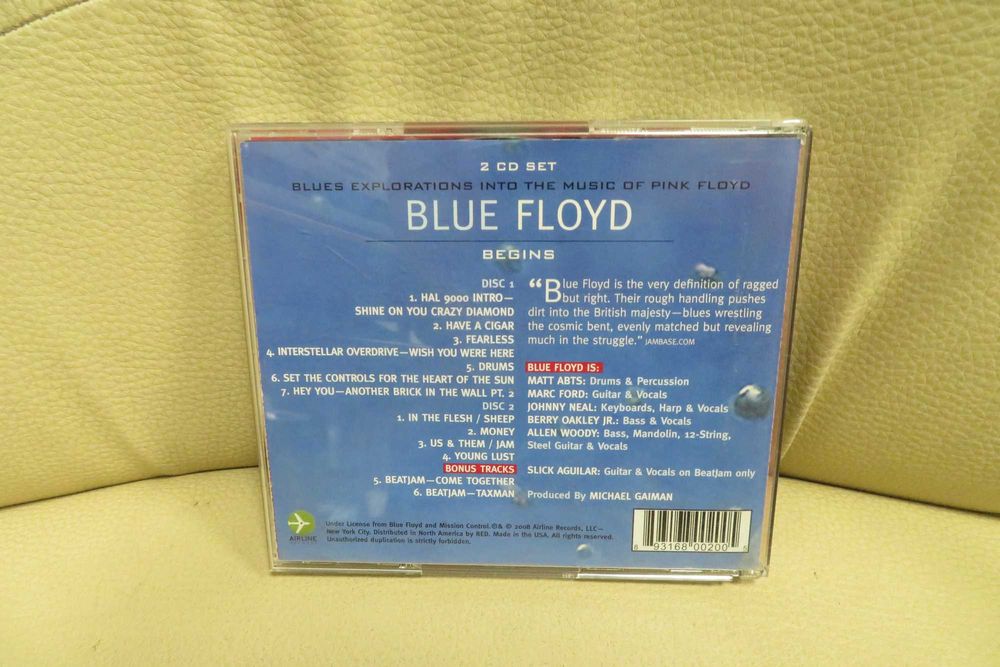 2 CD SET
BLUES EXPLORATIONS INTO THE MUSIC OF PINK FLOYD
BLUE FLOYD
BEGINS
DISC 1
1. HAL 9000 INTRO—
SHINE ON YOU CRAZY DIAMOND
2. HAVE A CIGAR
3. FEARLESS
4. INTERSTELLAR OVERDRIVE—WISH YOU WERE HERE
5. DRUMS
6. SET THE CONTROLS FOR THE HEART OF THE SUN
7. HEY YOU—ANOTHER BRICK IN THE WALL PT. 2
DISC 2
1. IN THE FLESH / SHEEP
2. MONEY
3. US & THEM / JAM
4. YOUNG LUST
BONUS TRACKS
5. BEATJAM—COME TOGETHER
6. BEATJAM—TAXMAN
“Blue Floyd is the very definition of ragged
but right. Their rough handling pushes
dirt into the British majesty—blues wrestling
the cosmic bent, evenly matched but revealing
much in the struggle.” JAMBASE.COM
BLUE FLOYD IS:
MATT ABTS: Drums & Percussion
MARC FORD: Guitar & Vocals
JOHNNY NEAL: Keyboards, Harp & Vocals
BERRY OAKLEY JR.: Bass & Vocals
ALLEN WOODY: Bass, Mandolin, 12-String,
Steel Guitar & Vocals
SLICK AGUILAR: Guitar & Vocals on BeatJam only
Produced By MICHAEL GAIMAN
AIRLINE
Under License from Blue Floyd and Mission Control. ℗& © 2008 Airline Records, LLC—
New York City. Distributed in North America by RED. Made in the USA. All rights reserved.
Unauthorized duplication is strictly forbidden.
6 93168 00200 5